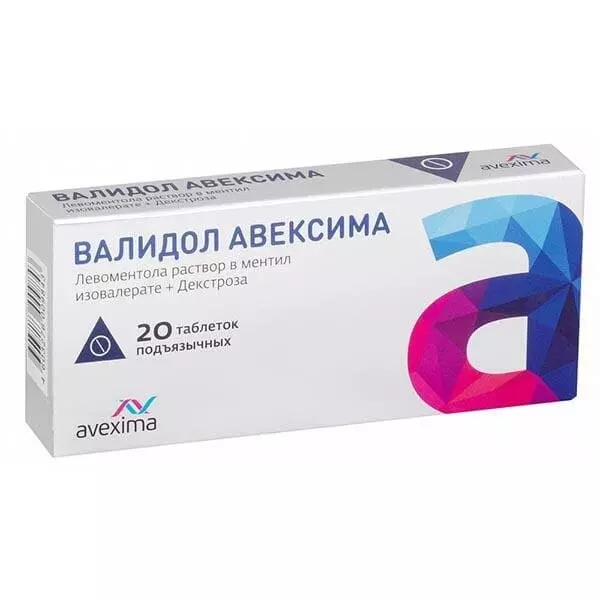 ВАЛИДОЛ АВЕКСИМА
Левоментола раствор в ментил
изовалерате + Декстроза
avexima
ВАЛИДОЛ АВЕКСИМА
Левоментола раствор в ментил
изовалерате + Декстроза
20 таблеток
подъязычных
avexima